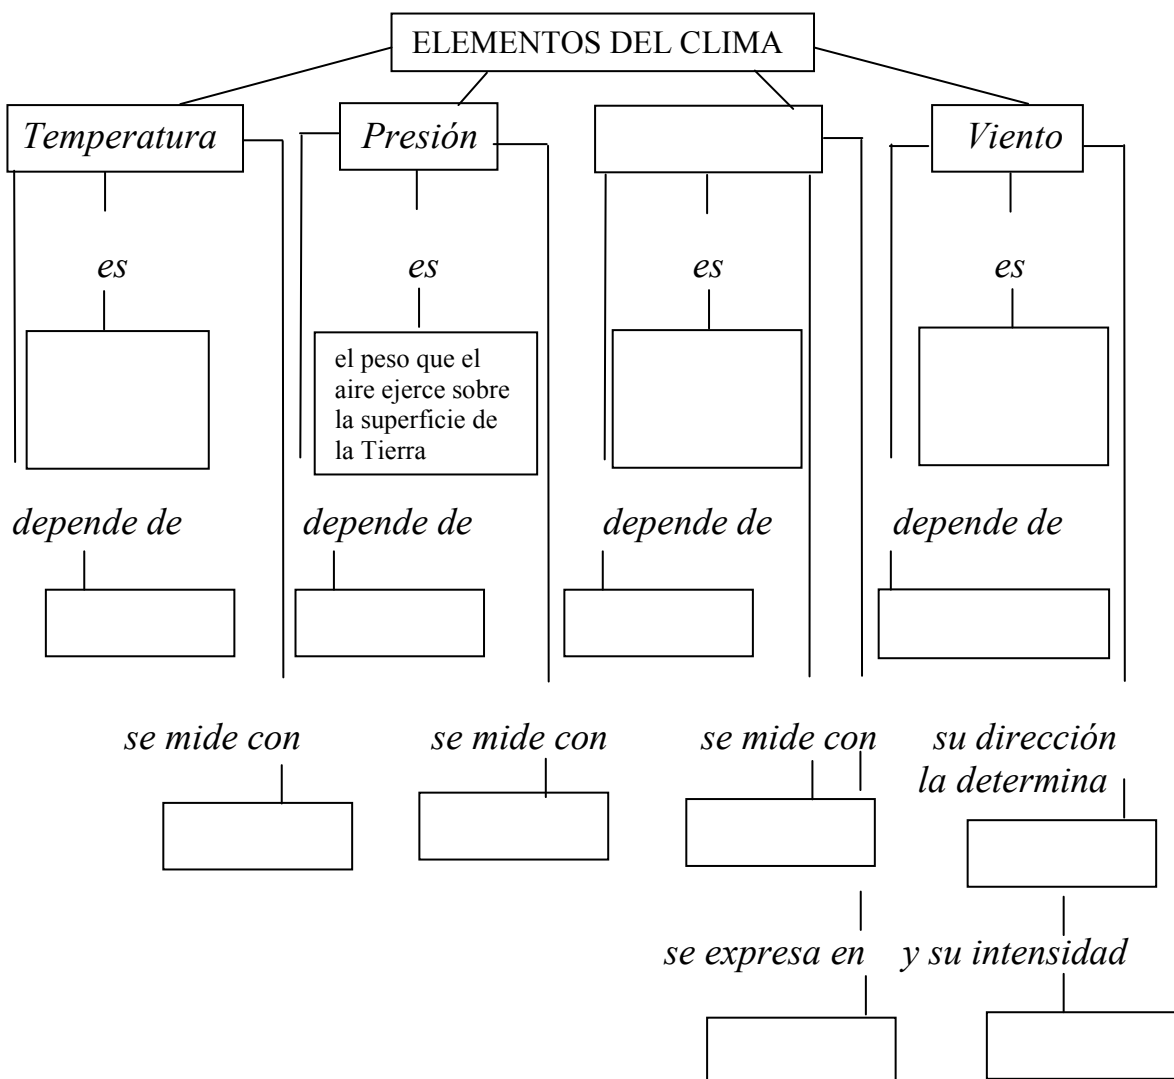 ELEMENTOS DEL CLIMA
Temperatura
Presión
Viento
es
es
es
es
el peso que el
aire ejerce sobre
la superficie de
la Tierra
depende de
depende de
depende de
depende de
se mide con
se mide con
se mide con
su dirección
la determina
se expresa en
y su intensidad